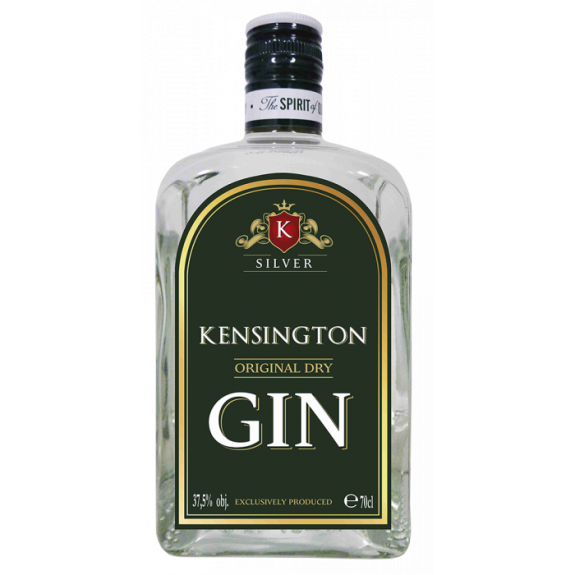 • The SPIRIT of
K
SILVER
KENSINGTON
ORIGINAL DRY
GIN
37,5% obj. EXCLUSIVELY PRODUCED e 70cl